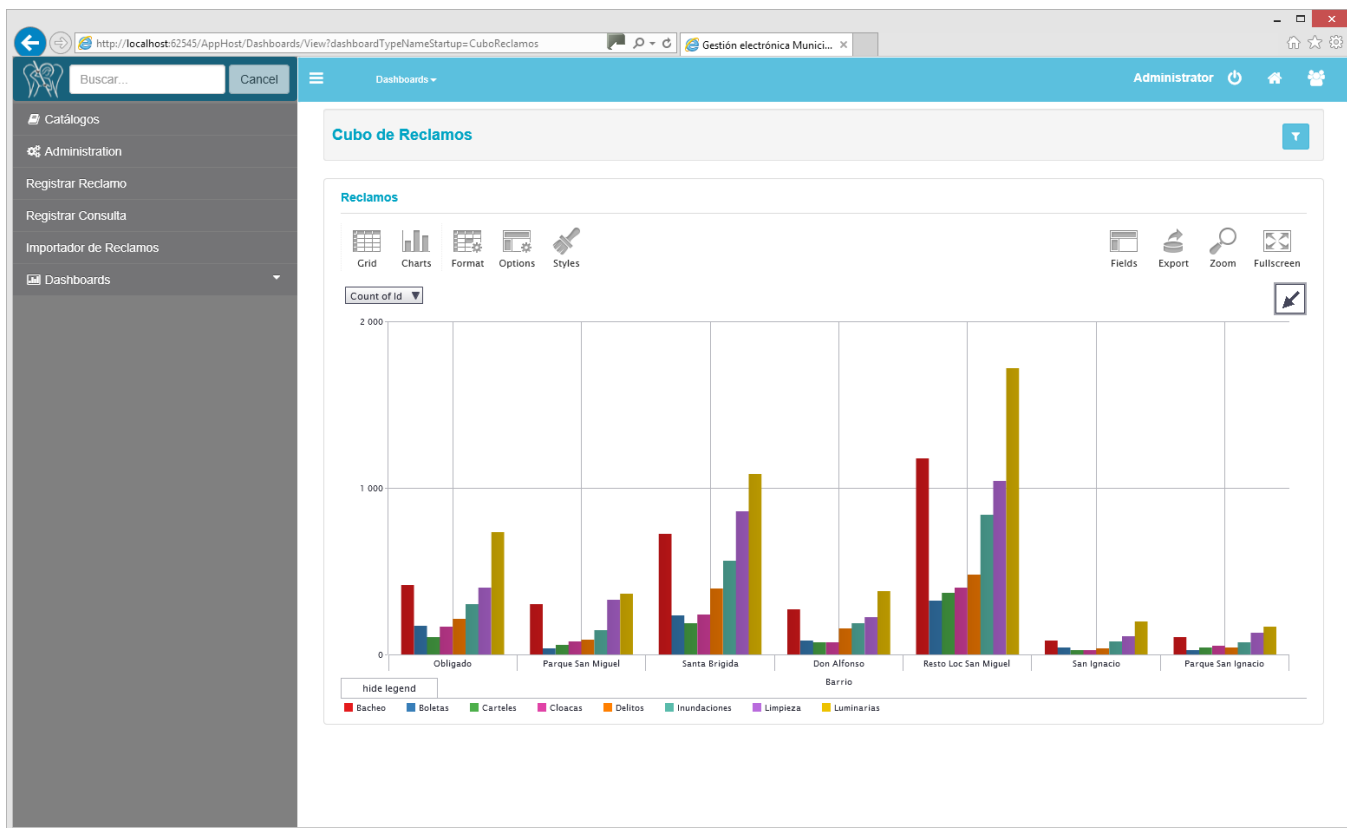 http://localhost:62545/AppHost/Dashboards/View?dashboardTypeNameStartup=CuboReclamos
Gestión electrónica Munici...
Buscar...
Cancel
Dashboards
Administrator
Catálogos
Administration
Registrar Reclamo
Registrar Consulta
Importador de Reclamos
Dashboards
Cubo de Reclamos
Reclamos
Grid Charts Format Options Styles Fields Export Zoom Fullscreen
Count of Id
2 000
1 000
0
Obligado Parque San Miguel Santa Brigida Don Alfonso Resto Loc San Miguel San Ignacio Parque San Ignacio
Barrio
hide legend
Bacheo Boletas Carteles Cloacas Delitos Inundaciones Limpieza Luminarias